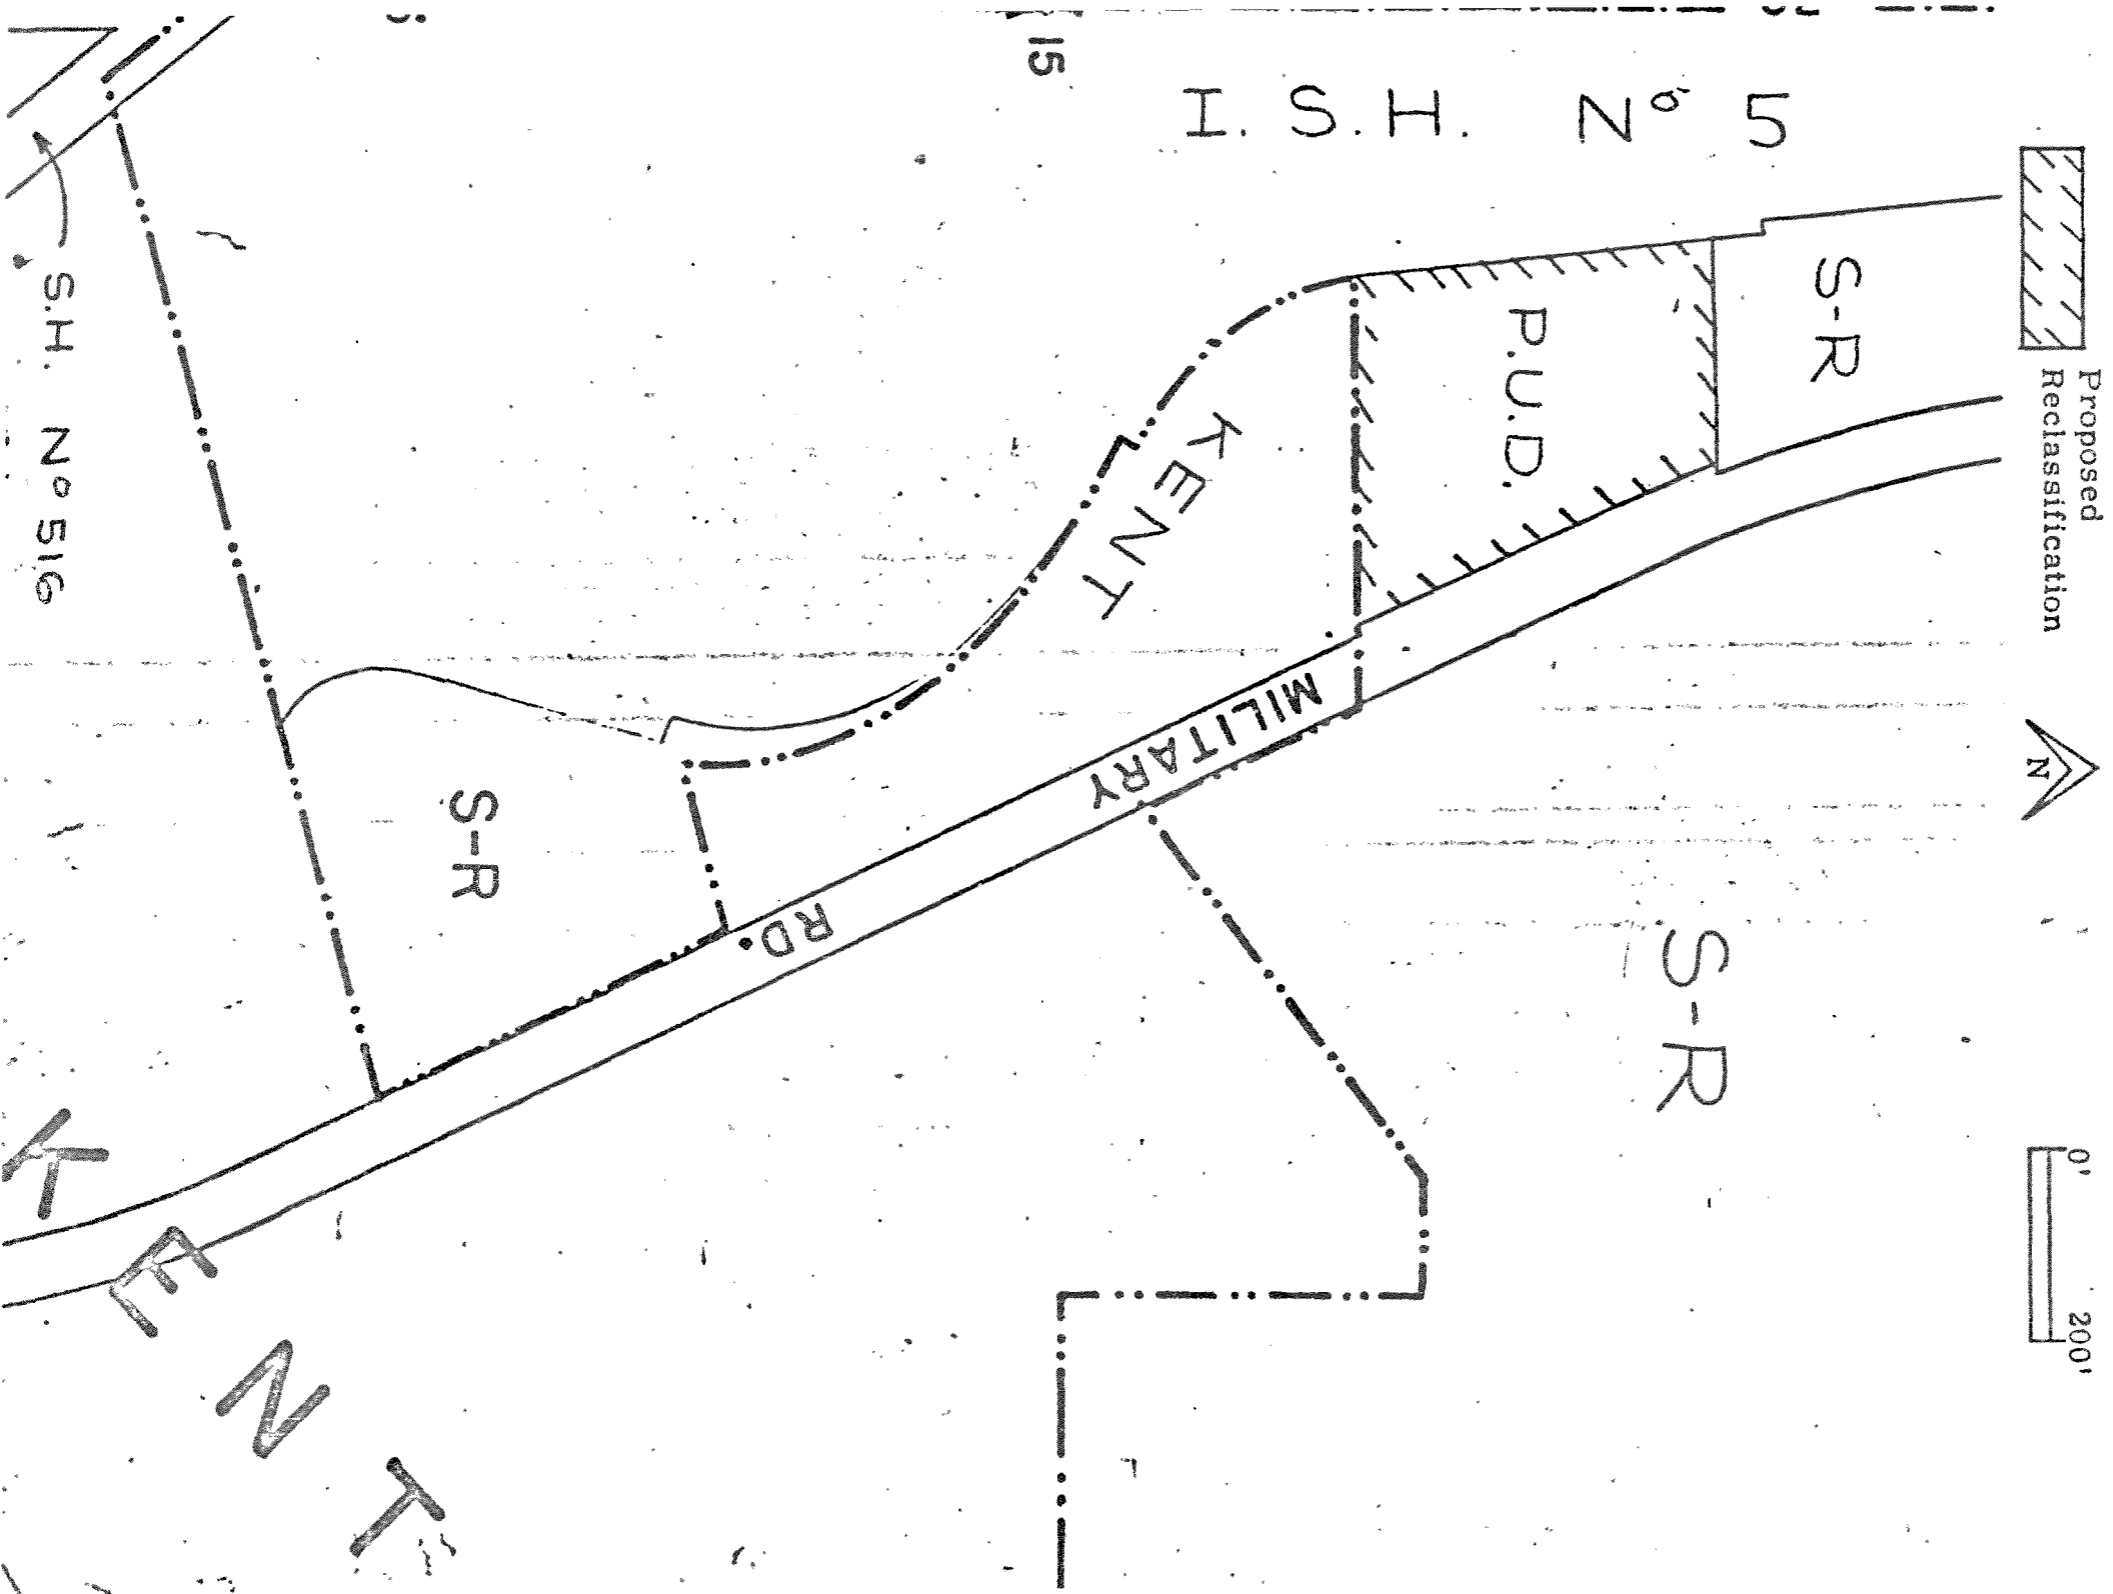 Proposed
Reclassification
N
0' 200'
15
I. S. H. Nº 5
S-R
P.U.D.
KENT
MILITARY
RD.
S-R
S-R
S.H. Nº 516
KENT